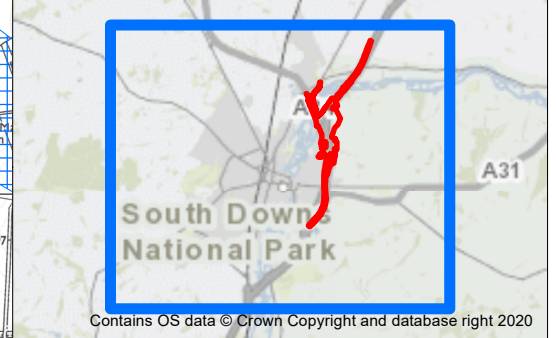 A31
South Downs
National Park
Contains OS data © Crown Copyright and database right 2020